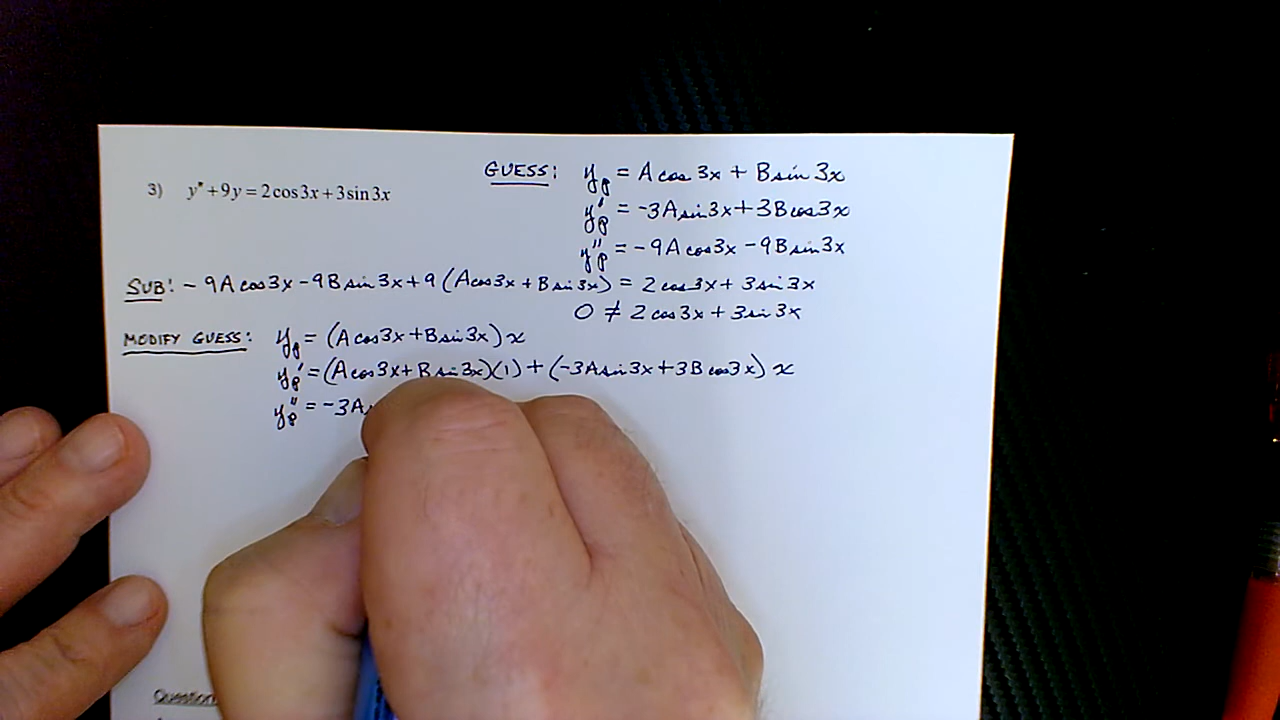 3) y" + 9y = 2cos3x + 3sin3x
GUESS: yp = A cos 3x + B sin 3x
yp' = -3A sin 3x + 3B cos 3x
yp'' = -9A cos 3x - 9B sin 3x
SUB: -9A cos 3x - 9B sin 3x + 9 (A cos 3x + B sin 3x) = 2 cos 3x + 3 sin 3x
0 ≠ 2 cos 3x + 3 sin 3x
MODIFY GUESS: yp = (A cos 3x + B sin 3x) x
yp' = (A cos 3x + B sin 3x)(1) + (-3A sin 3x + 3B cos 3x) x
yp'' = -3A
Question